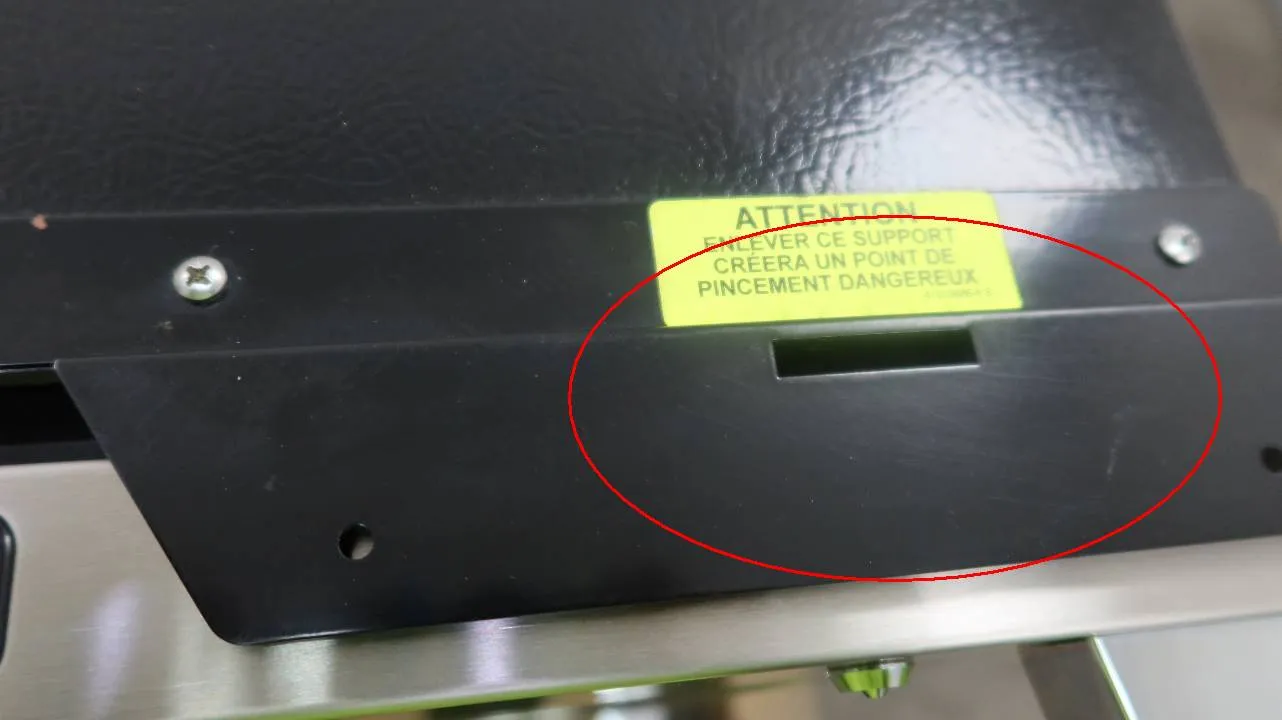 ATTENTION
ENLEVER CE SUPPORT
CRÉERA UN POINT DE
PINCEMENT DANGEREUX